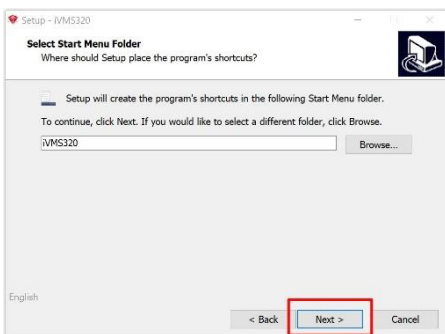 Setup - iVMS320
Select Start Menu Folder
Where should Setup place the program's shortcuts?
Setup will create the program's shortcuts in the following Start Menu folder.
To continue, click Next. If you would like to select a different folder, click Browse.
iVMS320
Browse...
English
< Back
Next >
Cancel